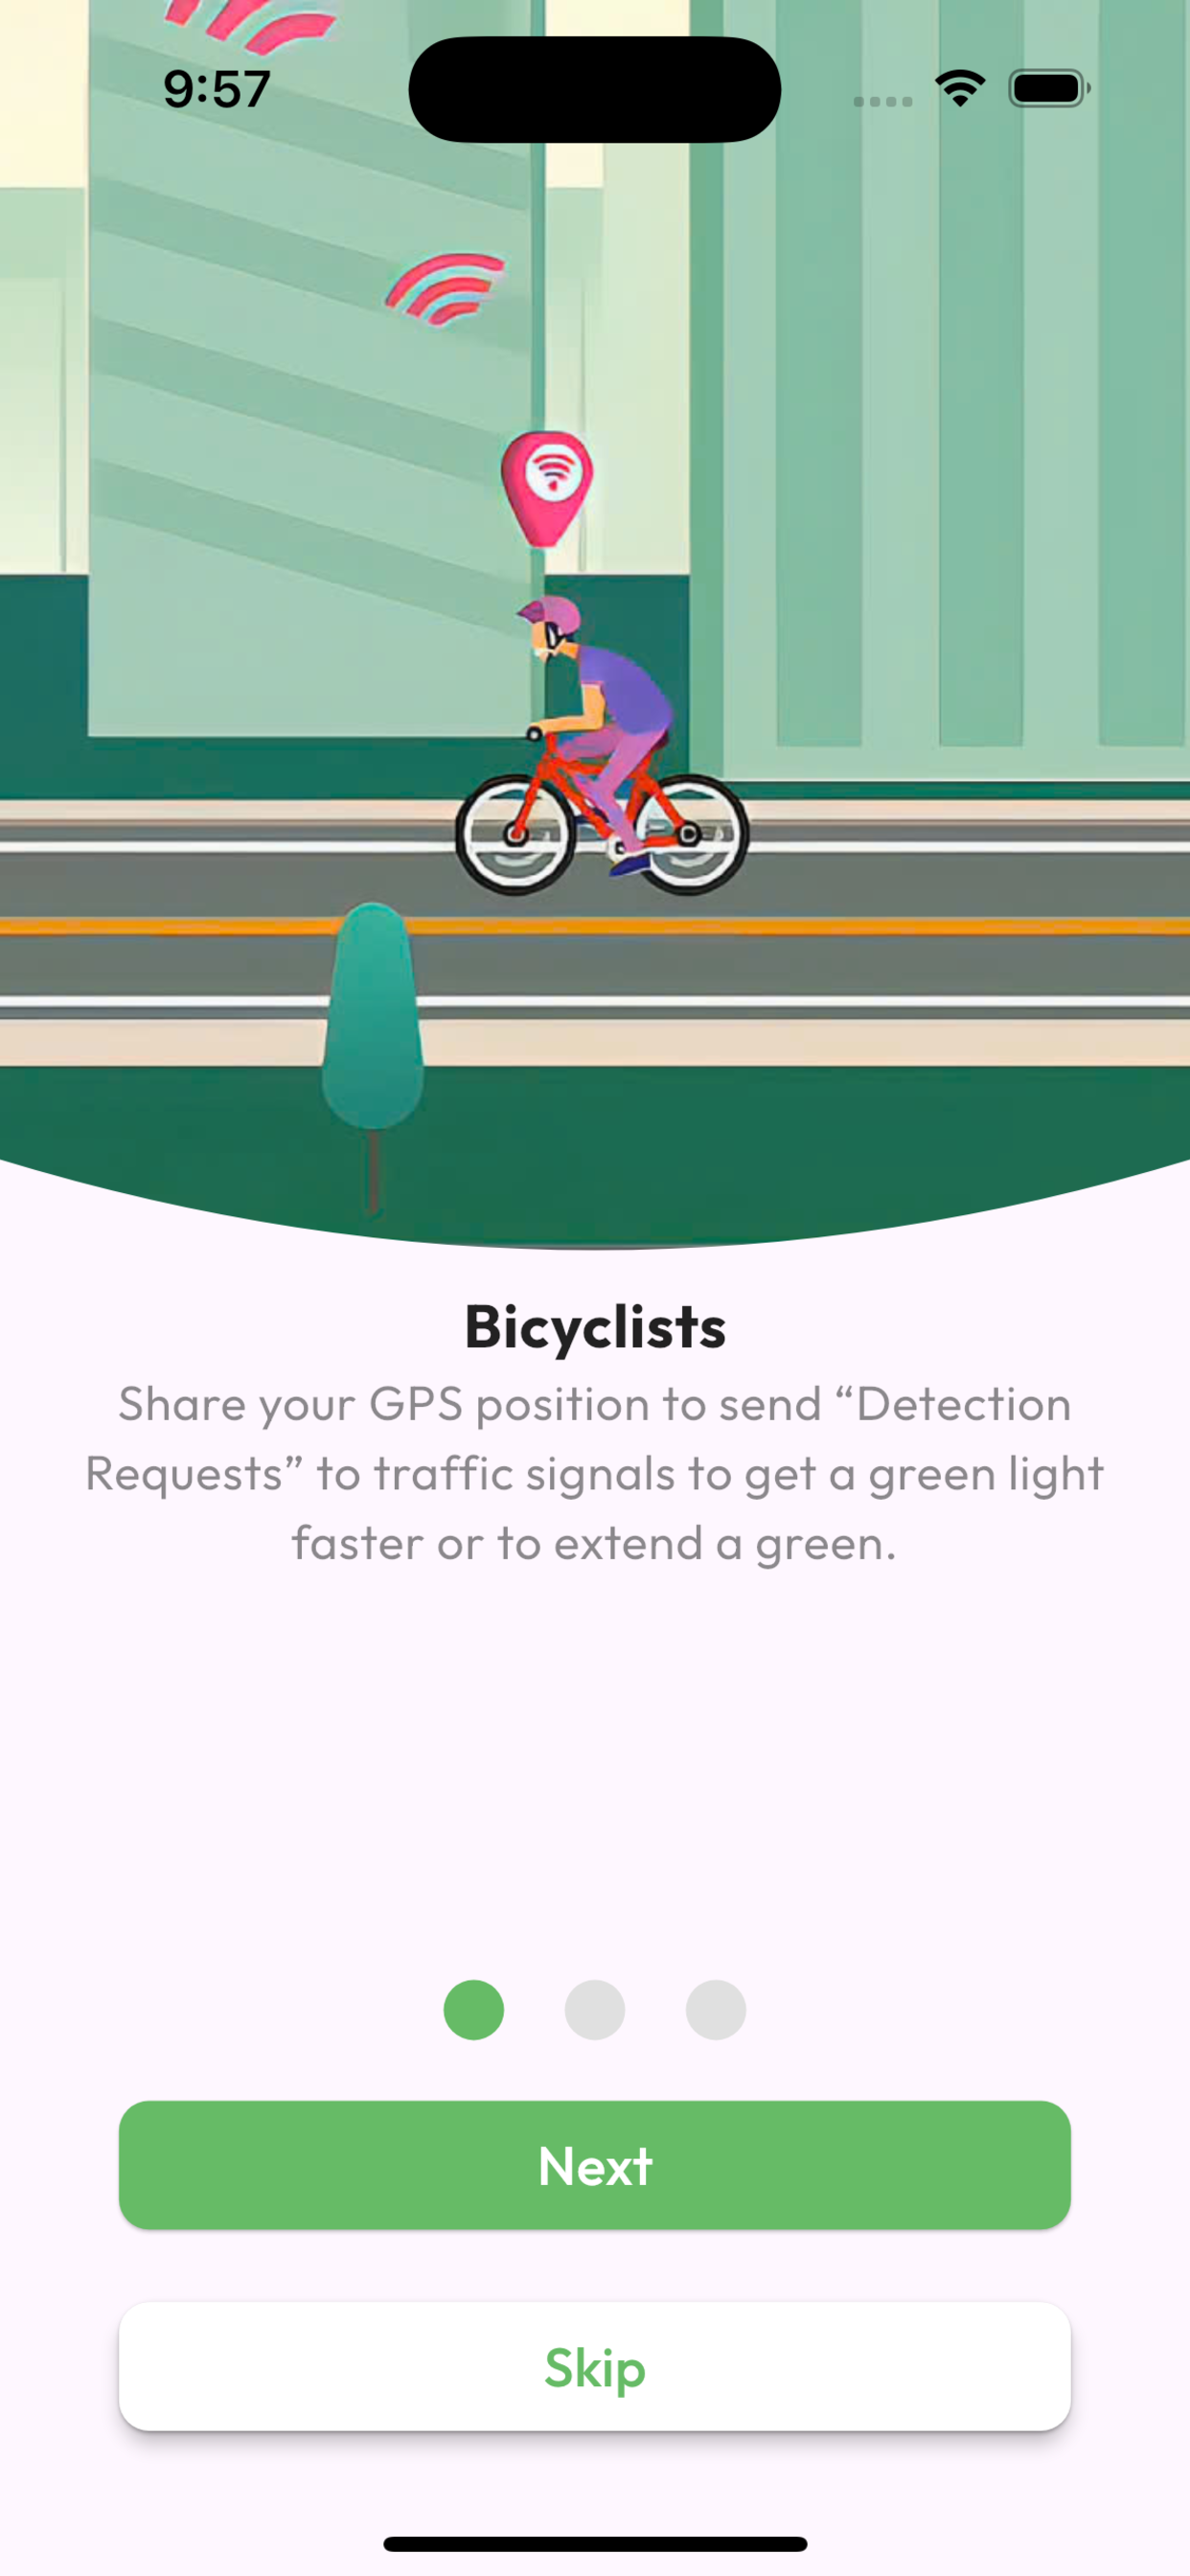 9:57
Bicyclists
Share your GPS position to send “Detection
Requests” to traffic signals to get a green light
faster or to extend a green.
Next
Skip